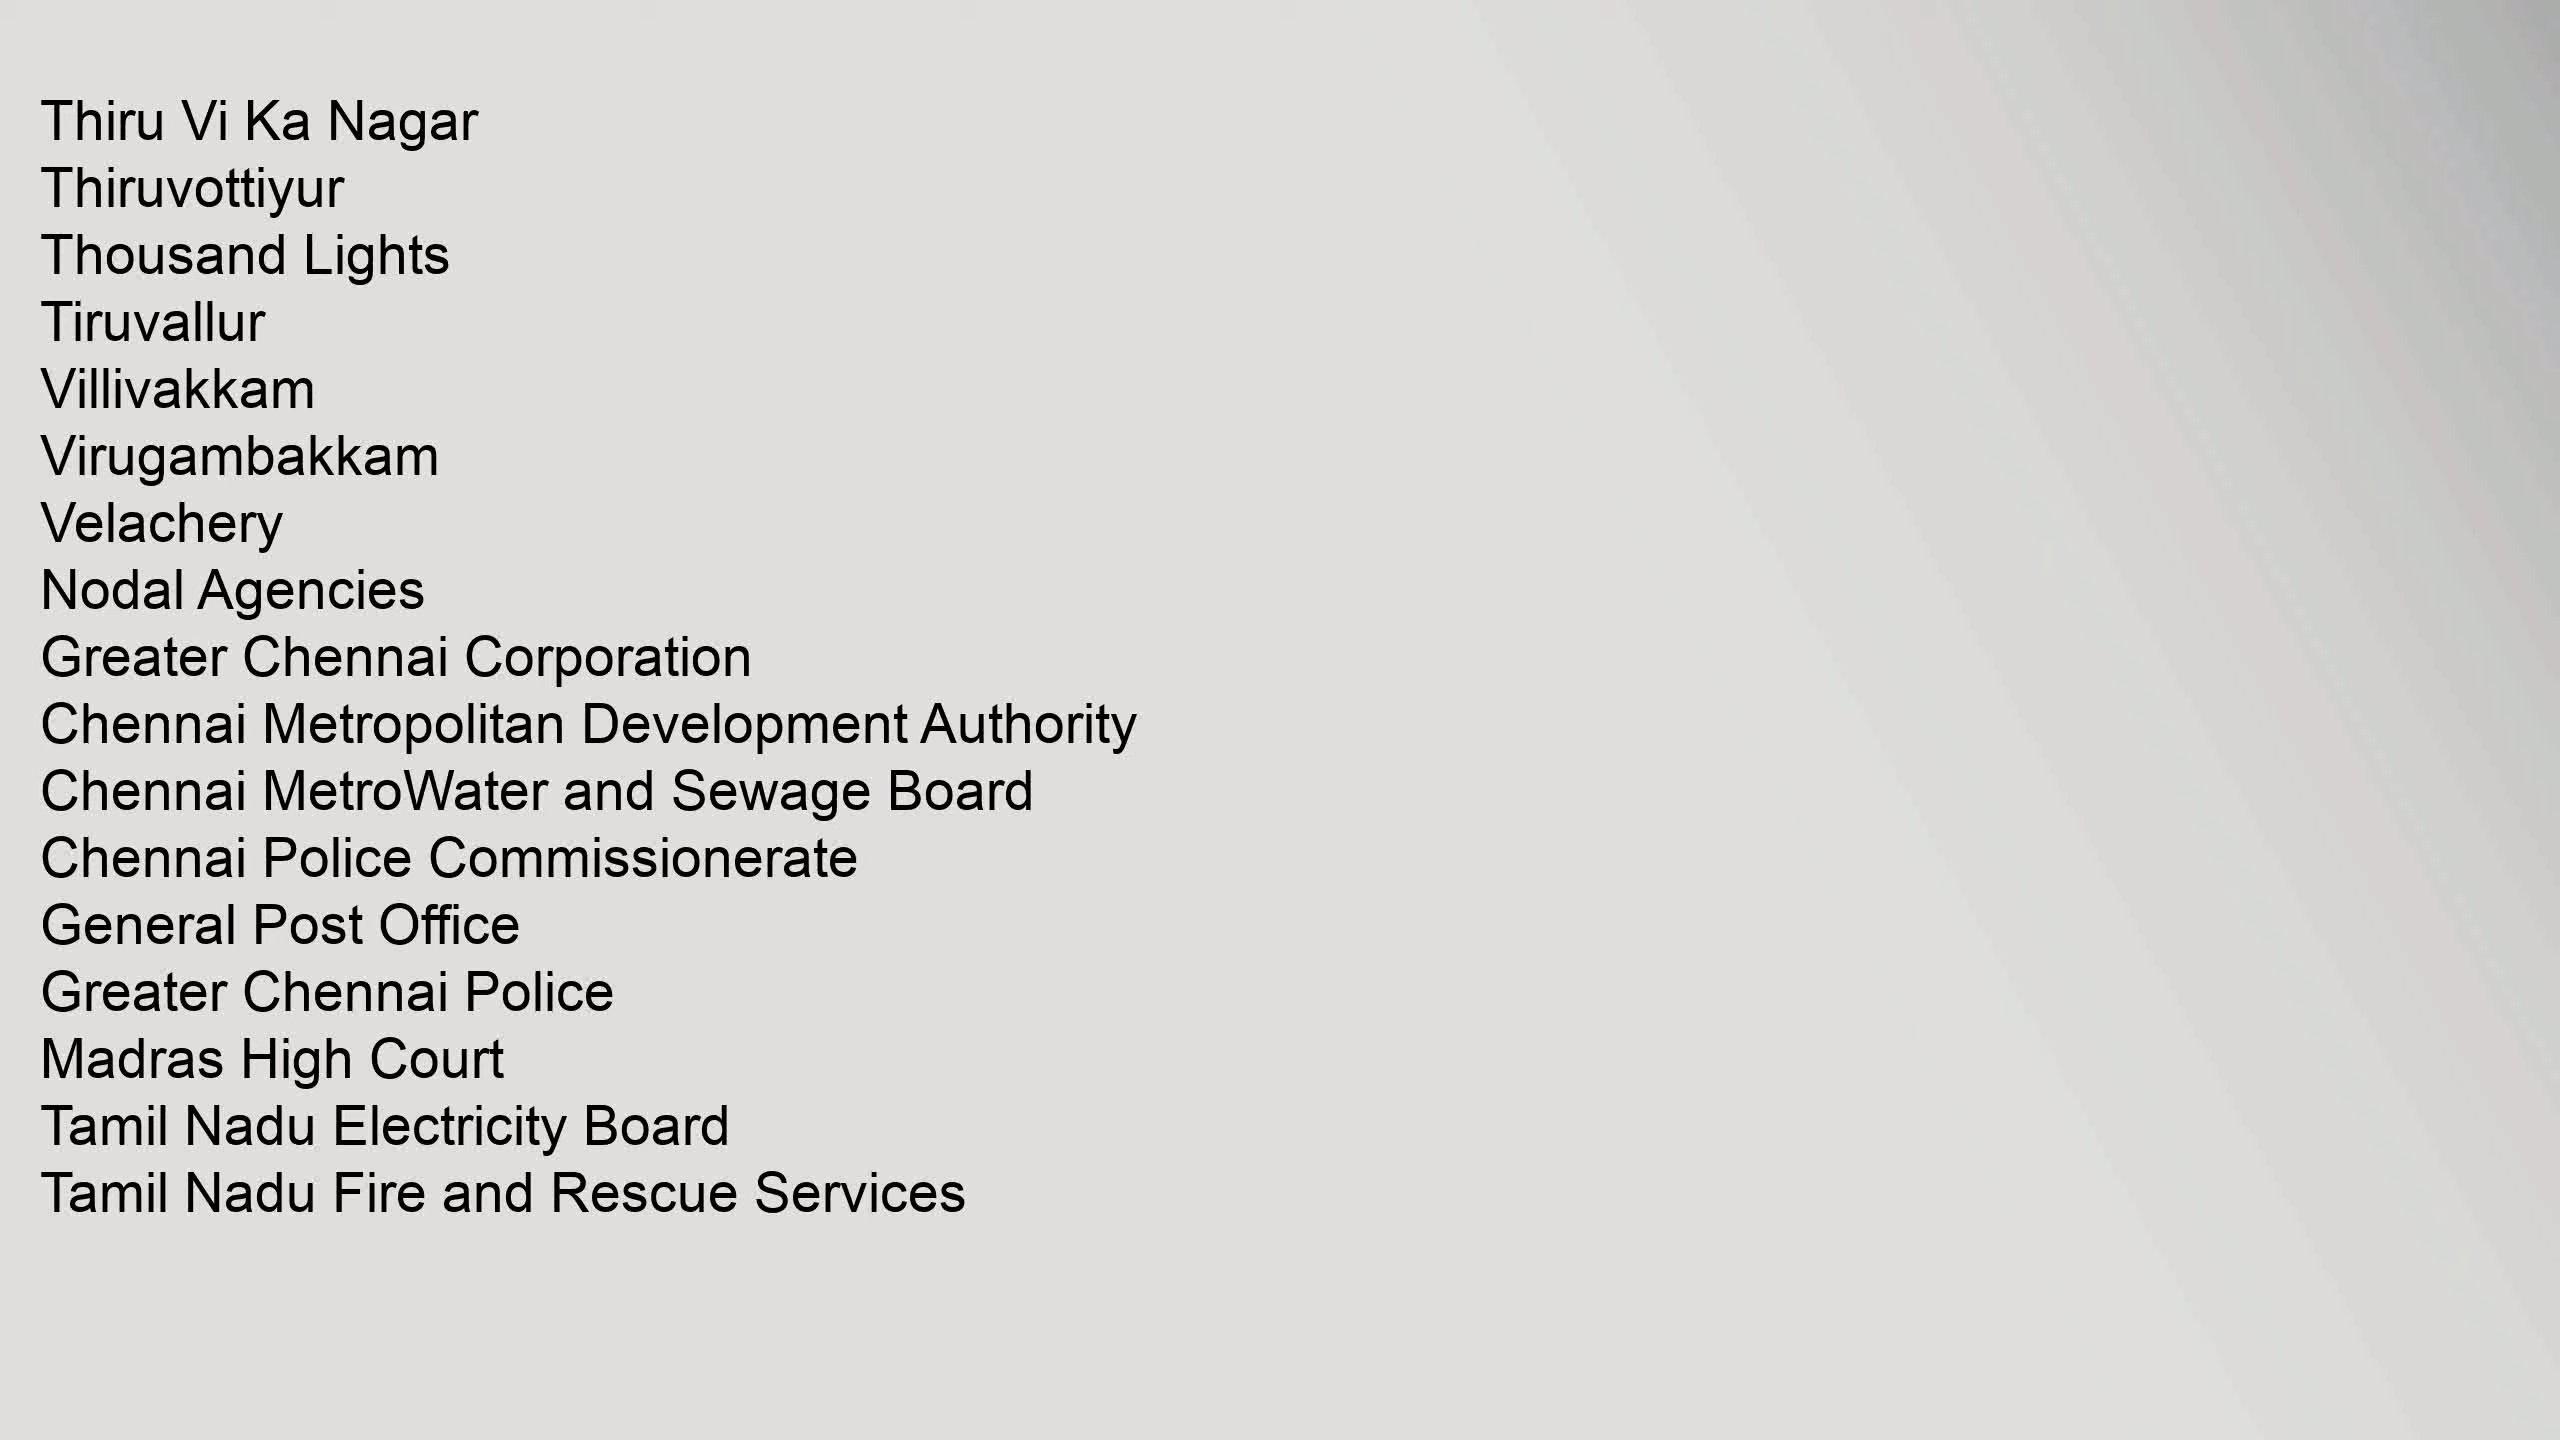 Thiru Vi Ka Nagar
Thiruvottiyur
Thousand Lights
Tiruvallur
Villivakkam
Virugambakkam
Velachery
Nodal Agencies
Greater Chennai Corporation
Chennai Metropolitan Development Authority
Chennai MetroWater and Sewage Board
Chennai Police Commissionerate
General Post Office
Greater Chennai Police
Madras High Court
Tamil Nadu Electricity Board
Tamil Nadu Fire and Rescue Services